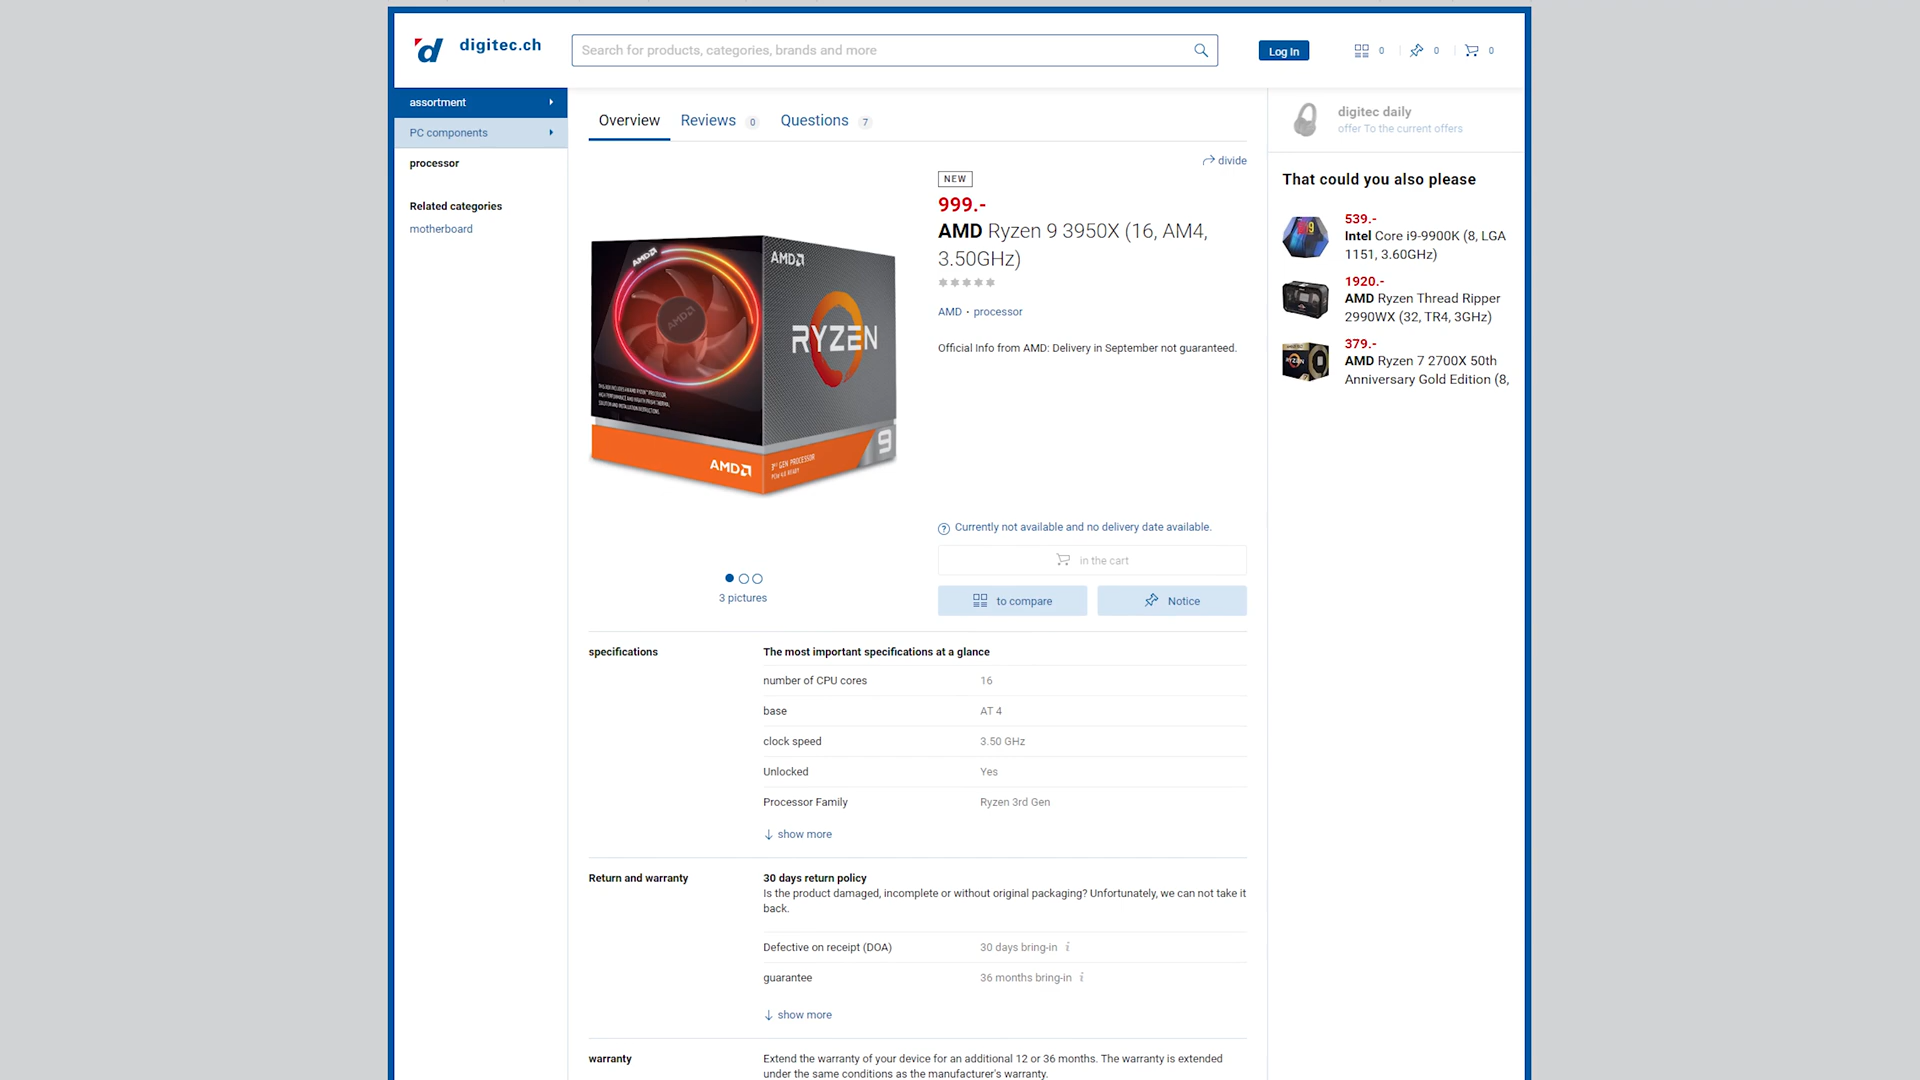 digitec.ch
Search for products, categories, brands and more
Log In
0
0
0
assortment
PC components
processor
Related categories
motherboard
Overview
Reviews 0
Questions 7
divide
NEW
999.-
AMD Ryzen 9 3950X (16, AM4,
3.50GHz)
AMD • processor
Official Info from AMD: Delivery in September not guaranteed.
AMD
AMD
AMD
RYZEN
9
AMD
3rd GEN PROCESSOR
PCIe 4.0 READY
3 pictures
Currently not available and no delivery date available.
in the cart
to compare
Notice
specifications
The most important specifications at a glance
number of CPU cores 16
base AT 4
clock speed 3.50 GHz
Unlocked Yes
Processor Family Ryzen 3rd Gen
show more
Return and warranty
30 days return policy
Is the product damaged, incomplete or without original packaging? Unfortunately, we can not take it
back.
Defective on receipt (DOA) 30 days bring-in i
guarantee 36 months bring-in i
show more
warranty
Extend the warranty of your device for an additional 12 or 36 months. The warranty is extended
under the same conditions as the manufacturer's warranty.
digitec daily
offer To the current offers
That could you also please
539.-
Intel Core i9-9900K (8, LGA
1151, 3.60GHz)
1920.-
AMD Ryzen Thread Ripper
2990WX (32, TR4, 3GHz)
379.-
AMD Ryzen 7 2700X 50th
Anniversary Gold Edition (8,